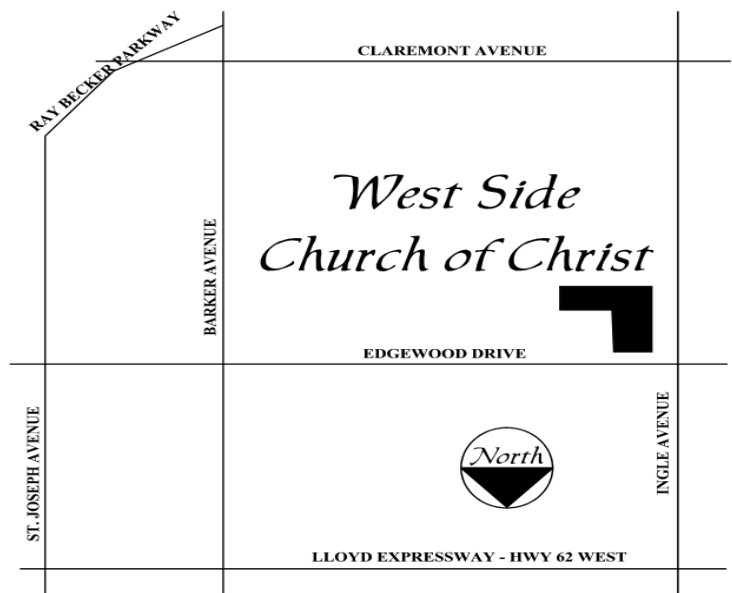 RAY BECKER PARKWAY
CLAREMONT AVENUE
West Side
Church of Christ
BARKER AVENUE
EDGEWOOD DRIVE
ST. JOSEPH AVENUE
INGLE AVENUE
North
LLOYD EXPRESSWAY - HWY 62 WEST